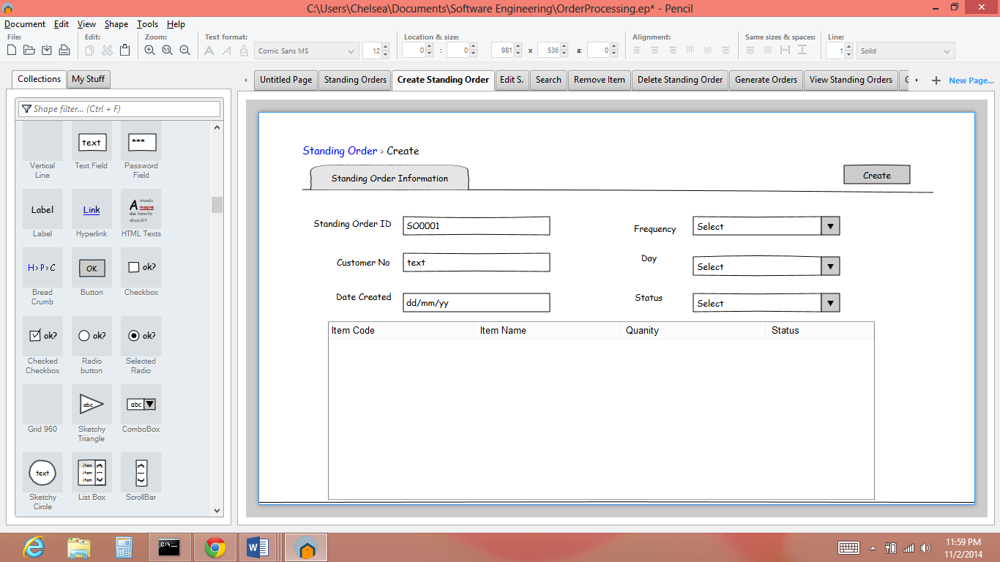 C:\Users\Chelsea\Documents\Software Engineering\OrderProcessing.ep* - Pencil
Document Edit View Shape Tools Help
File: Edit: Zoom: Text format: Location & size: Alignment: Same sizes & spaces: Line:
Comic Sans MS 12 0 : 0 981 x 536 a: 0 1 Solid
Collections My Stuff
Untitled Page Standing Orders Create Standing Order Edit S. Search Remove Item Delete Standing Order Generate Orders View Standing Orders New Page...
Shape filter... (Ctrl + F)
text ***
Vertical Line
Text Field
Password Field
Label Link A mundu magine dei tannito abucidit
Label Hyperlink HTML Texts
H>P>C OK ok?
Bread Crumb
Button
Checkbox
ok? ok? ok?
Checked Checkbox
Radio button
Selected Radio
abc abc
Grid 960
Sketchy Triangle
ComboBox
text item item item
Sketchy Circle
List Box
ScrollBar
Standing Order > Create
Standing Order Information
Create
Standing Order ID SO0001 Frequency Select
Customer No text Day Select
Date Created dd/mm/yy Status Select
Item Code Item Name Quanity Status
11:59 PM
11/2/2014